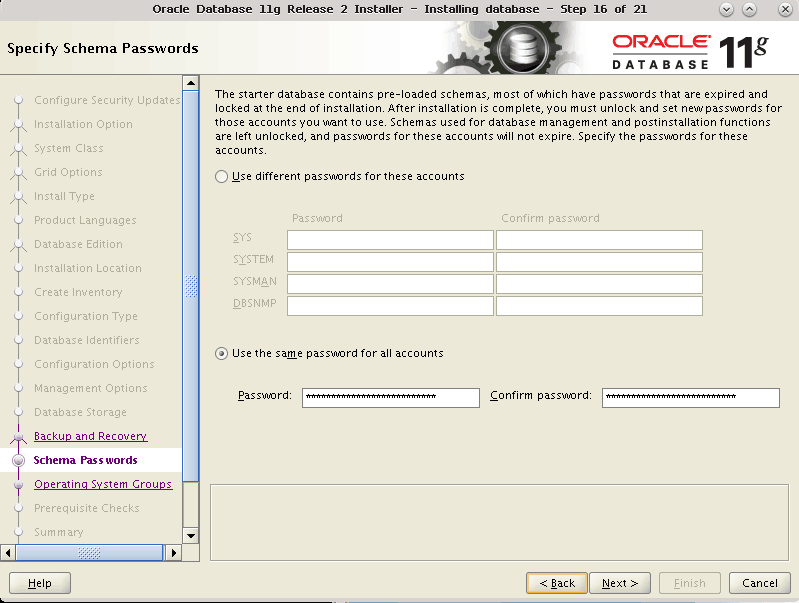 Oracle Database 11g Release 2 Installer - Installing database - Step 16 of 21
Specify Schema Passwords
ORACLE
DATABASE 11g
Configure Security Updates
Installation Option
System Class
Grid Options
Install Type
Product Languages
Database Edition
Installation Location
Create Inventory
Configuration Type
Database Identifiers
Configuration Options
Management Options
Database Storage
Backup and Recovery
Schema Passwords
Operating System Groups
Prerequisite Checks
Summary
The starter database contains pre-loaded schemas, most of which have passwords that are expired and
locked at the end of installation. After installation is complete, you must unlock and set new passwords for
those accounts you want to use. Schemas used for database management and postinstallation functions
are left unlocked, and passwords for these accounts will not expire. Specify the passwords for these
accounts.
Use different passwords for these accounts
Password Confirm password
SYS
SYSTEM
SYSMAN
DBSNMP
Use the same password for all accounts
Password: ************************** Confirm password: **************************
Help
< Back Next > Finish Cancel